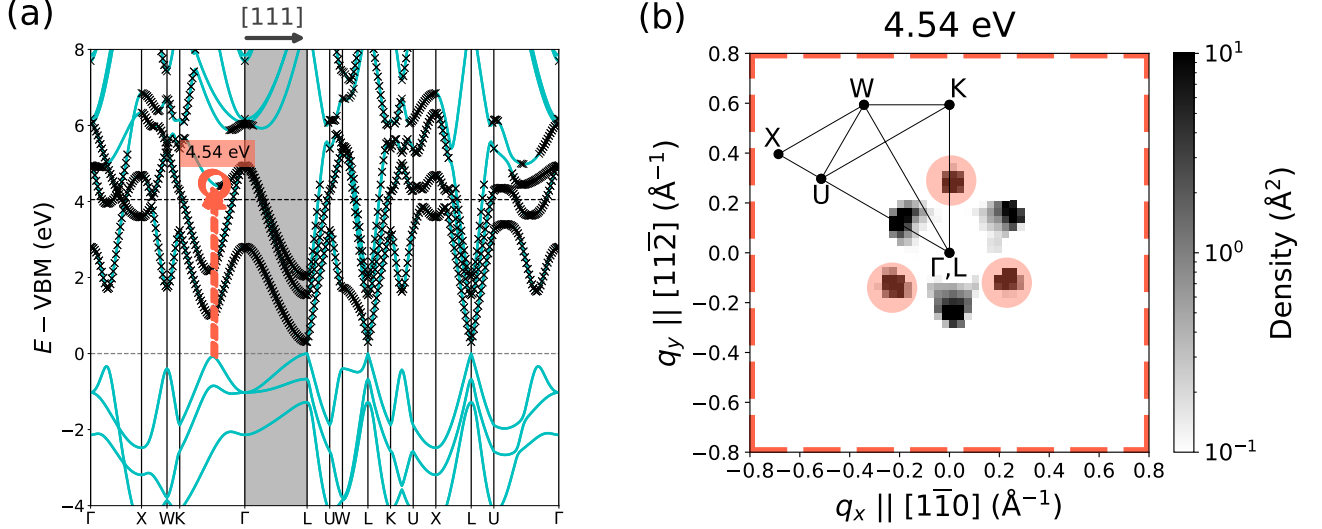 (a)
[111]
8
6
4
2
0
−2
−4
E − VBM (eV)
4.54 eV
Γ X W K Γ L U W L K U X L U Γ
(b)
4.54 eV
0.8
0.6
0.4
0.2
0.0
−0.2
−0.4
−0.6
−0.8
q_y || [112̅] (Å⁻¹)
W K
X
U
Γ,L
−0.8 −0.6 −0.4 −0.2 0.0 0.2 0.4 0.6 0.8
q_x || [11̅0] (Å⁻¹)
10¹
10⁰
10⁻¹
Density (Å²)